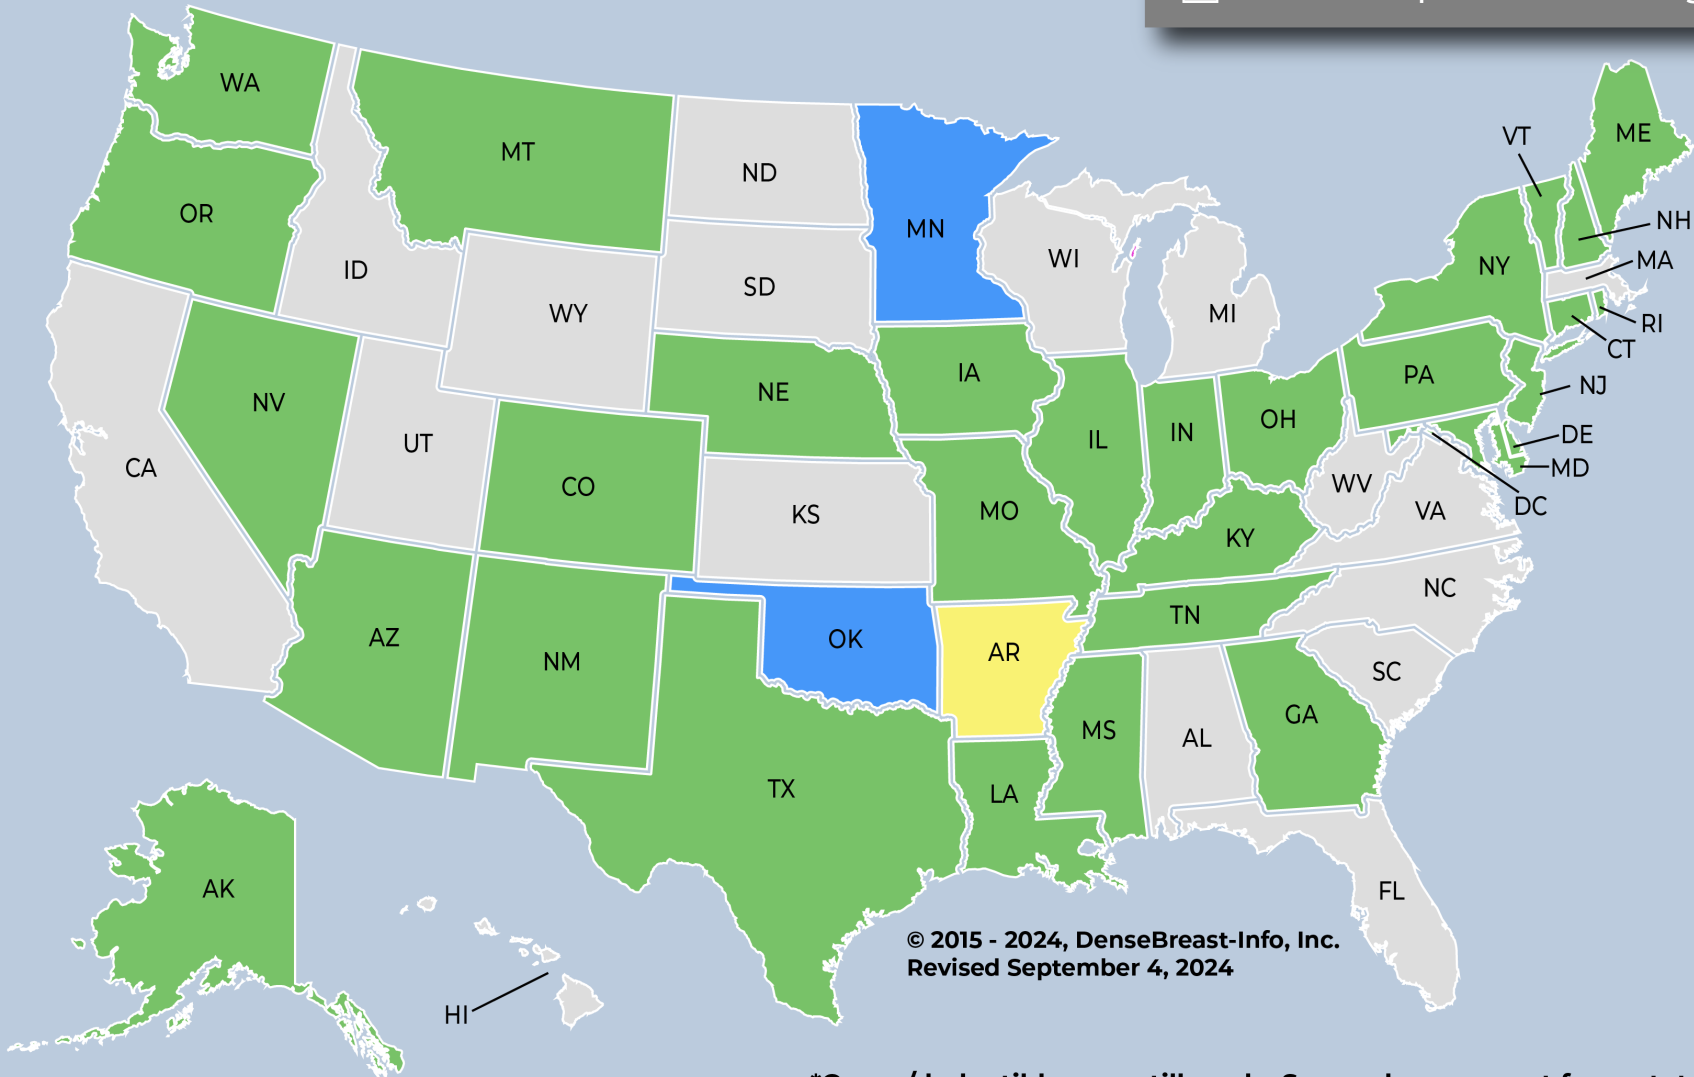 WA
MT
ND
MN
VT
ME
OR
ID
SD
WI
NY
NH
MA
WY
MI
RI
CT
NV
NE
IA
PA
NJ
CA
UT
CO
IL
IN
OH
DE
MD
KS
MO
WV
VA
DC
KY
NC
AZ
NM
OK
AR
TN
SC
TX
LA
MS
AL
GA
FL
AK
HI
© 2015 - 2024, DenseBreast-Info, Inc.
Revised September 4, 2024